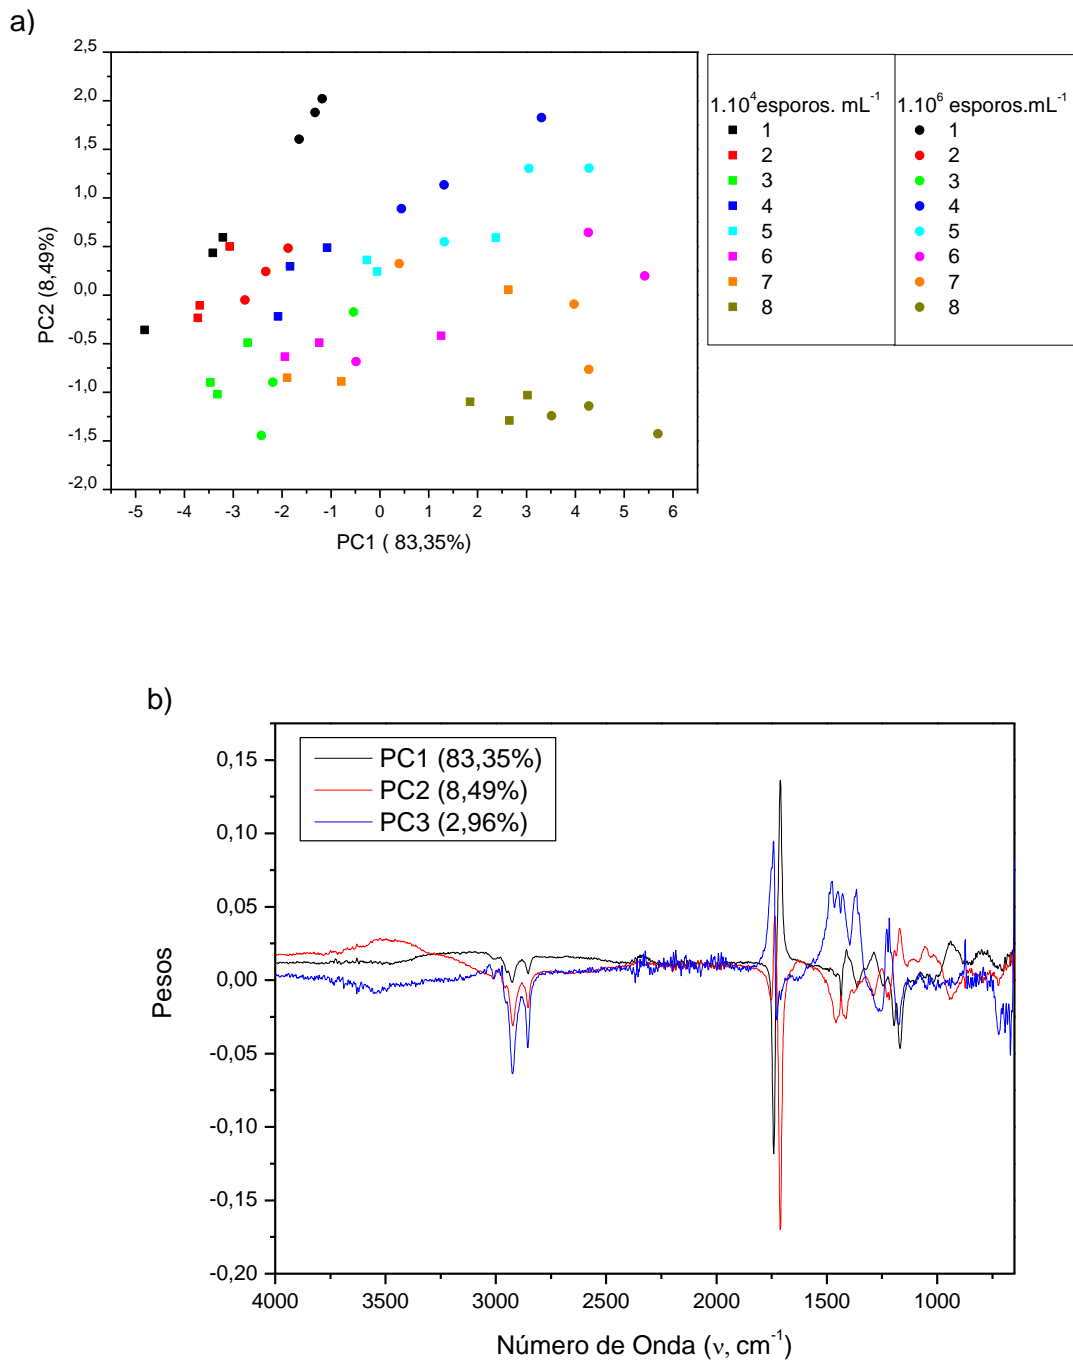 a)
2,5
2,0
1,5
1,0
0,5
0,0
-0,5
-1,0
-1,5
-2,0
PC2 (8,49%)
-5 -4 -3 -2 -1 0 1 2 3 4 5 6
PC1 ( 83,35%)
1.10⁴esporos. mL⁻¹
1
2
3
4
5
6
7
8
1.10⁶ esporos.mL⁻¹
1
2
3
4
5
6
7
8
b)
0,15
0,10
0,05
0,00
-0,05
-0,10
-0,15
-0,20
Pesos
PC1 (83,35%)
PC2 (8,49%)
PC3 (2,96%)
4000 3500 3000 2500 2000 1500 1000
Número de Onda (ν, cm⁻¹)